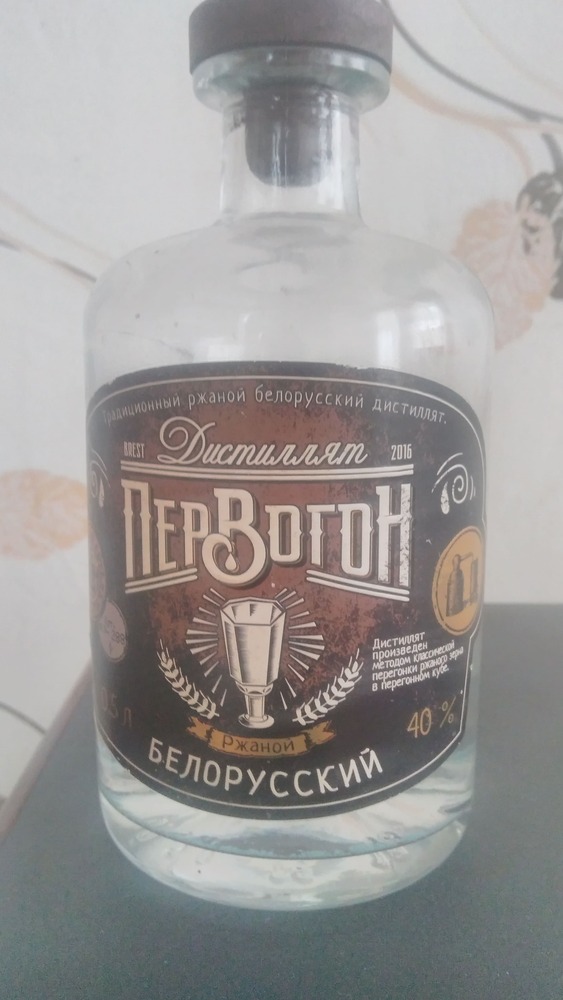 Традиционный ржаной белорусский дистиллят.
BREST Дистиллят 2016
ПерВогоН
Дистиллят
произведен
методом классической
перегонки ржаного зерна
в перегонном кубе.
0,5 л
40 %
Ржаной
БЕЛОРУССКИЙ